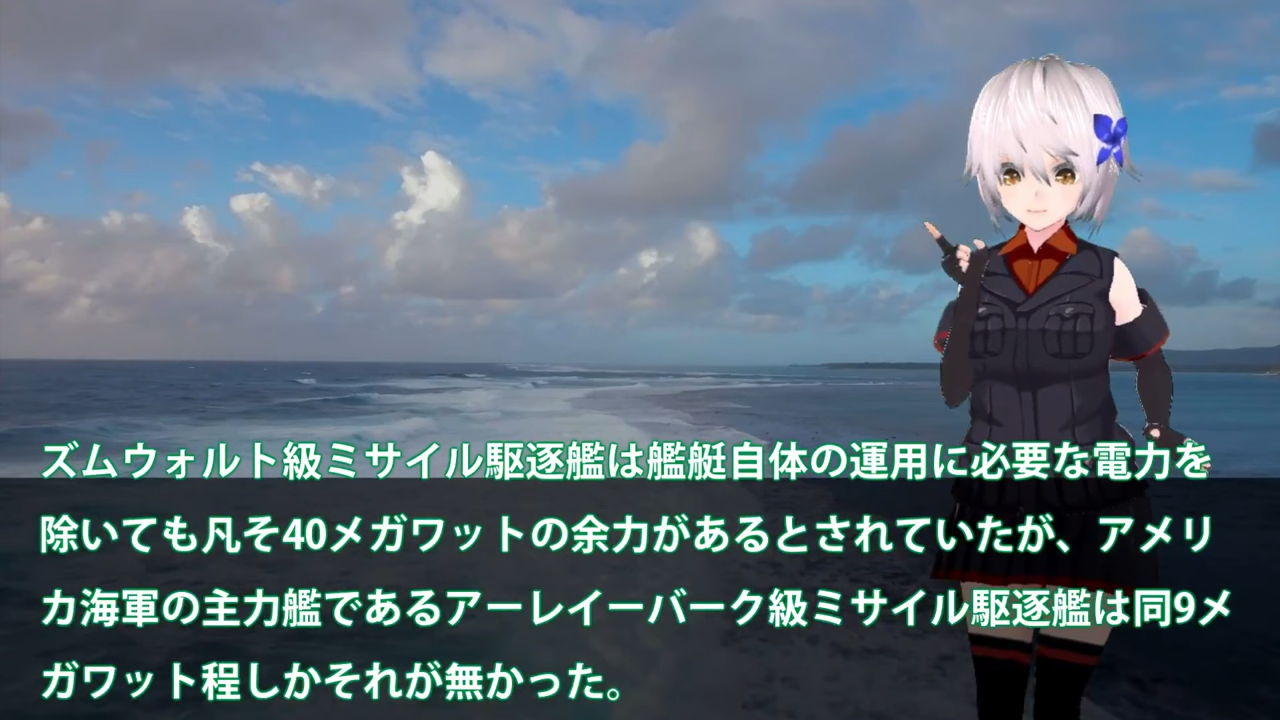 ズムウォルト級ミサイル駆逐艦は艦艇自体の運用に必要な電力を
除いても凡そ40メガワットの余力があるとされていたが、アメリ
カ海軍の主力艦であるアーレイーバーク級ミサイル駆逐艦は同9メ
ガワット程しかそれが無かった。